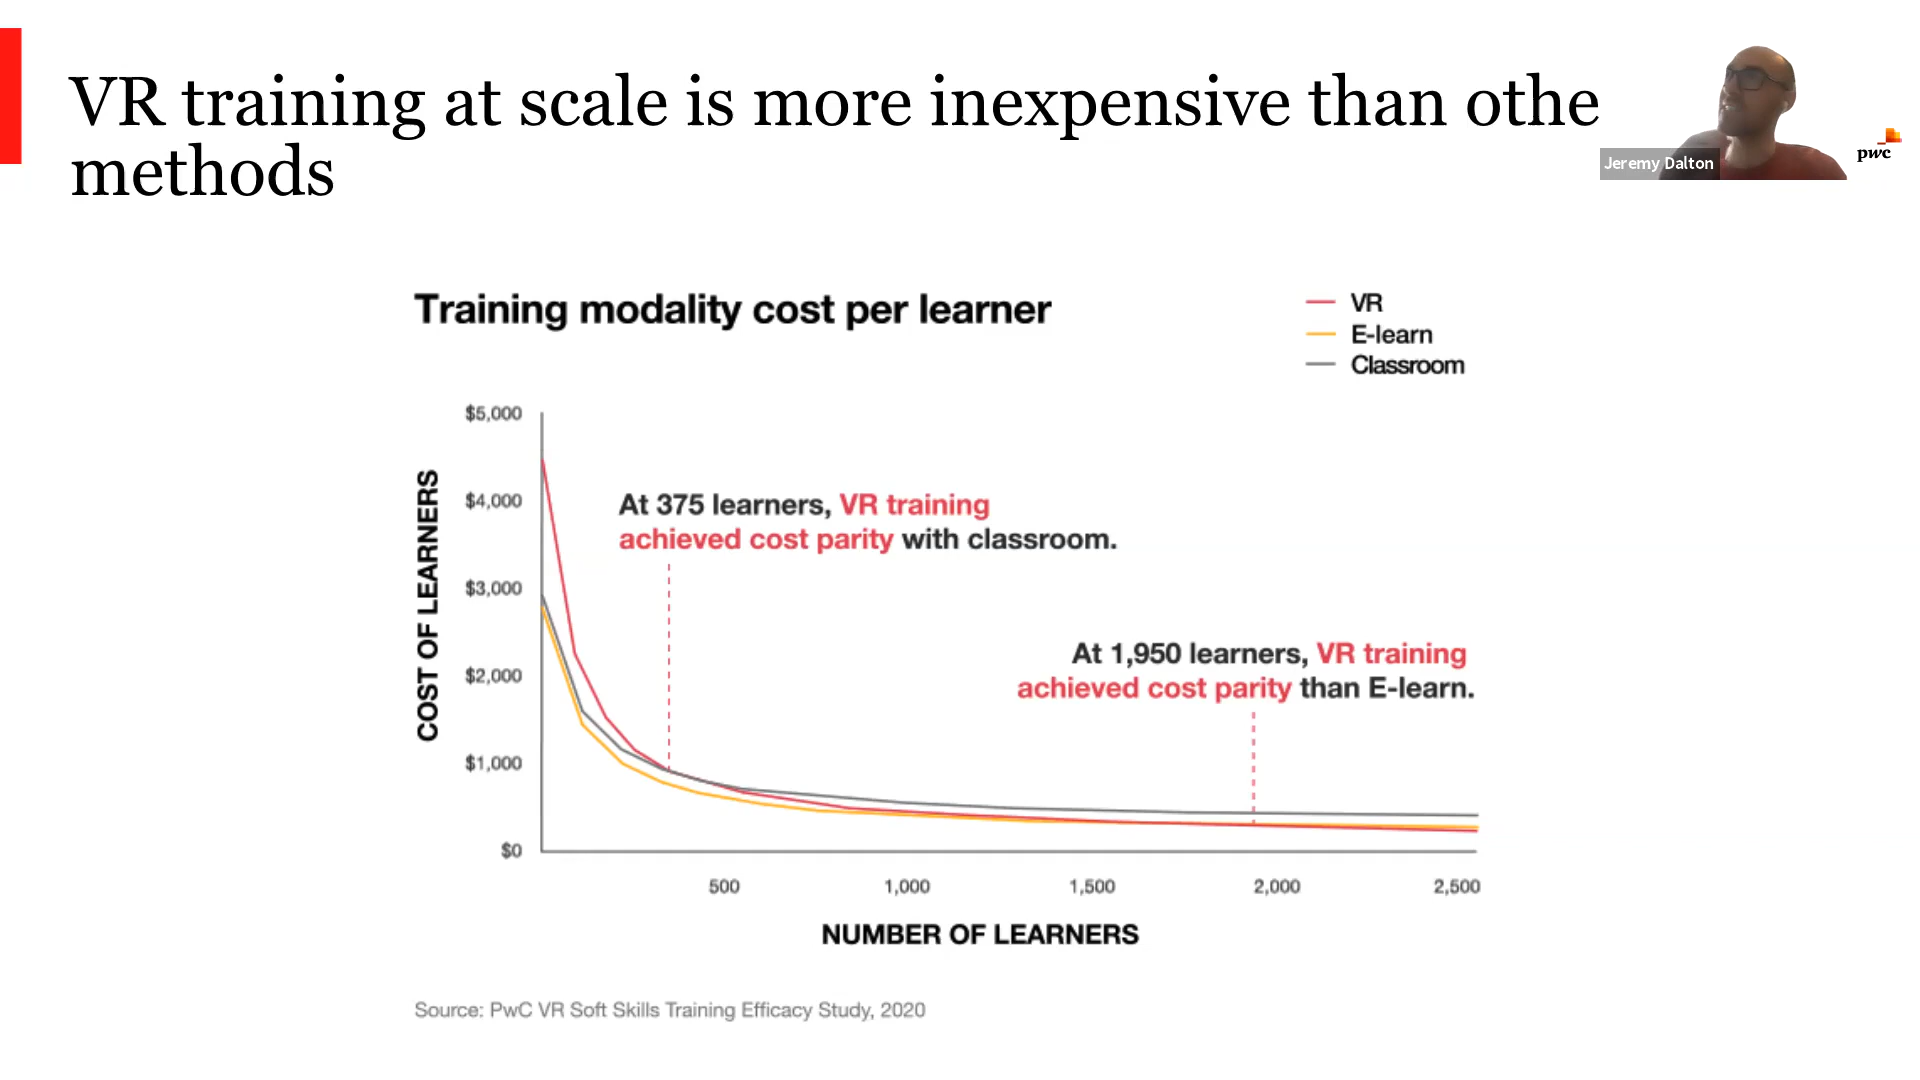 VR training at scale is more inexpensive than othe
methods
Jeremy Dalton
pwc
Training modality cost per learner
VR
E-learn
Classroom
COST OF LEARNERS
$5,000
$4,000
$3,000
$2,000
$1,000
$0
At 375 learners, VR training
achieved cost parity with classroom.
At 1,950 learners, VR training
achieved cost parity than E-learn.
500
1,000
1,500
2,000
2,500
NUMBER OF LEARNERS
Source: PwC VR Soft Skills Training Efficacy Study, 2020